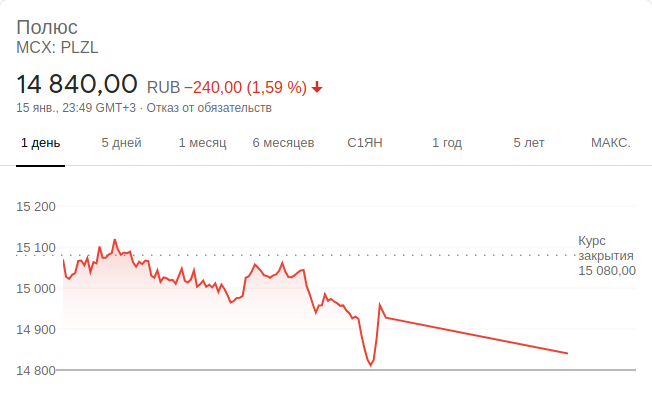 Полюс
MCX: PLZL
14 840,00 RUB −240,00 (1,59 %)
15 янв., 23:49 GMT+3 · Отказ от обязательств
1 день 5 дней 1 месяц 6 месяцев С1ЯН 1 год 5 лет МАКС.
15 200
15 100
15 000
14 900
14 800
Курс
закрытия
15 080,00